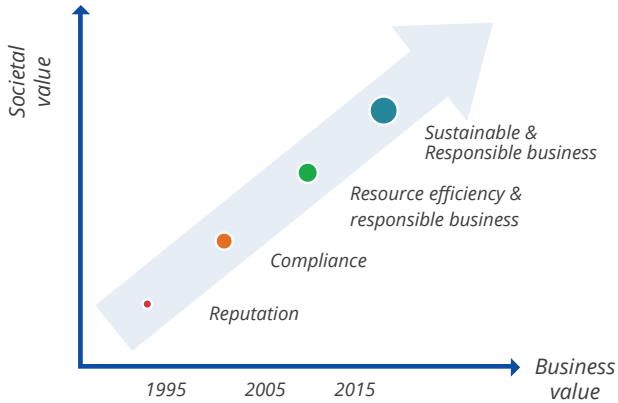 Societal
value
Sustainable &
Responsible business
Resource efficiency &
responsible business
Compliance
Reputation
Business
value
1995 2005 2015